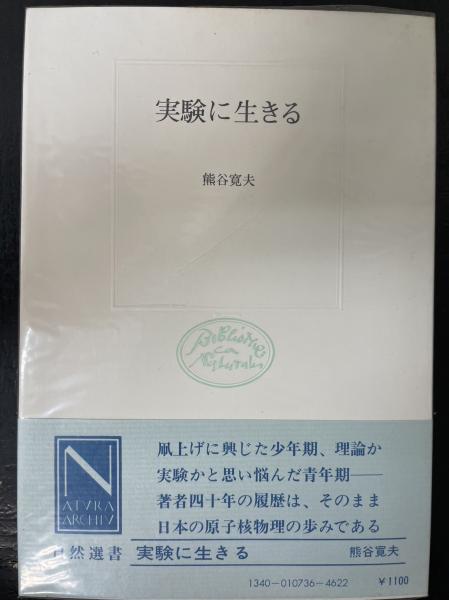 実験に生きる
熊谷寛夫
N
ATVRA
ARCHIV
凧上げに興じた少年期、理論か
実験かと思い悩んだ青年期──
著者四十年の履歴は、そのまま
日本の原子核物理の歩みである
自然選書 実験に生きる 熊谷寛夫
1340-010736-4622 ¥1100